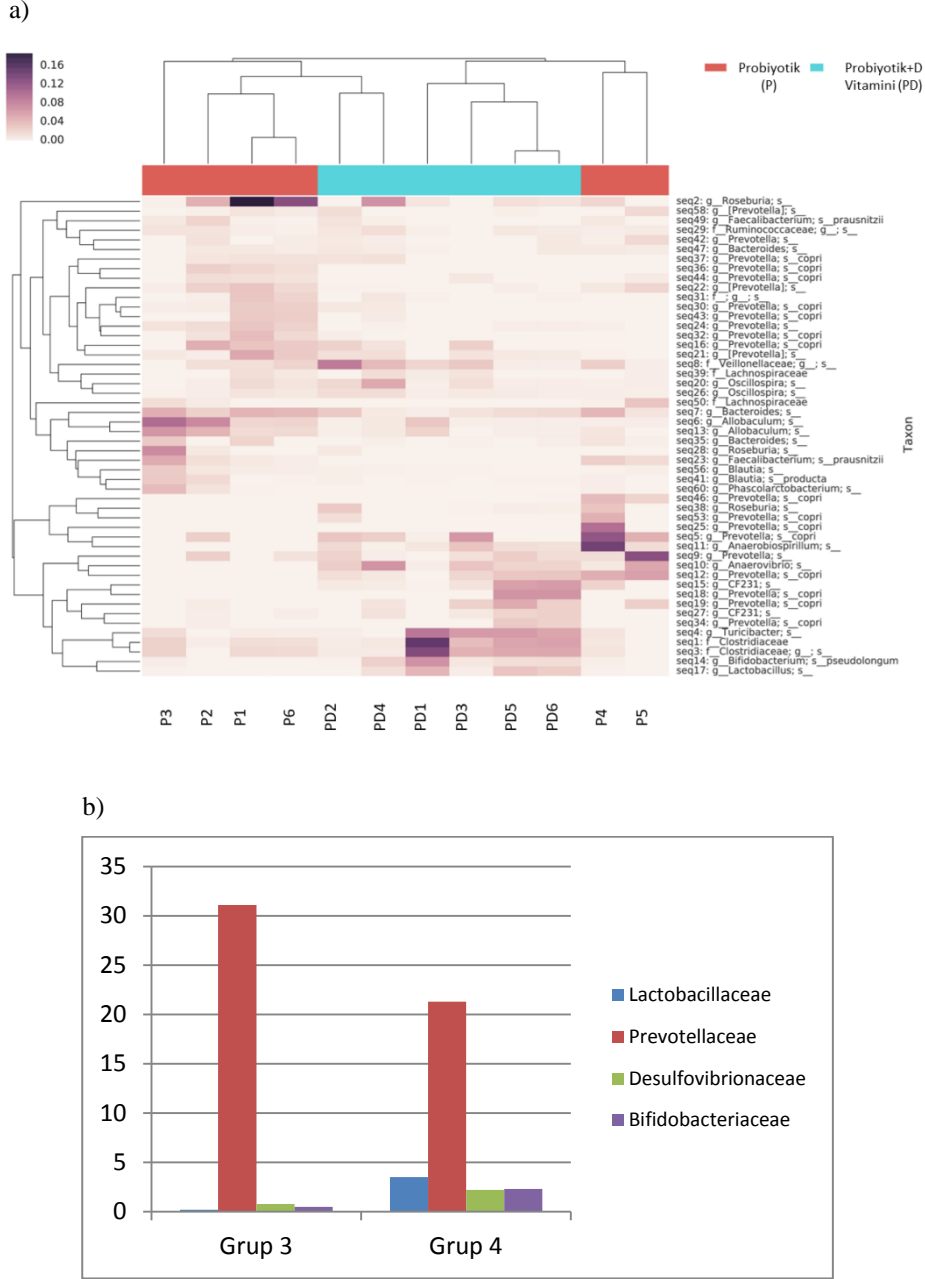 a)
0.16
0.12
0.08
0.04
0.00
Probiyotik
(P)
Probiyotik+D
Vitamini (PD)
seq2: g__Roseburia; s__
seq58: g__[Prevotella]; s__
seq49: g__Faecalibacterium; s__prausnitzii
seq29: f__Ruminococcaceae; g__; s__
seq42: g__Prevotella; s__
seq47: g__Bacteroides; s__
seq37: g__Prevotella; s__copri
seq36: g__Prevotella; s__copri
seq44: g__Prevotella; s__copri
seq22: g__[Prevotella]; s__
seq31: f__; g__; s__
seq30: g__Prevotella; s__copri
seq43: g__Prevotella; s__copri
seq24: g__Prevotella; s__
seq32: g__Prevotella; s__copri
seq16: g__Prevotella; s__copri
seq21: g__[Prevotella]; s__
seq8: f__Veillonellaceae; g__; s__
seq39: f__Lachnospiraceae
seq20: g__Oscillospira; s__
seq26: g__Oscillospira; s__
seq50: f__Lachnospiraceae
seq7: g__Bacteroides; s__
seq6: g__Allobaculum; s__
seq13: g__Allobaculum; s__
seq35: g__Bacteroides; s__
seq28: g__Roseburia; s__
seq23: g__Faecalibacterium; s__prausnitzii
seq56: g__Blautia; s__
seq41: g__Blautia; s__producta
seq60: g__Phascolarctobacterium; s__
seq46: g__Prevotella; s__copri
seq38: g__Roseburia; s__
seq53: g__Prevotella; s__copri
seq25: g__Prevotella; s__copri
seq5: g__Prevotella; s__copri
seq11: g__Anaerobiospirillum; s__
seq9: g__Prevotella; s__
seq10: g__Anaerovibrio; s__
seq12: g__Prevotella; s__copri
seq15: g__CF231; s__
seq18: g__Prevotella; s__copri
seq19: g__Prevotella; s__copri
seq27: g__CF231; s__
seq34: g__Prevotella; s__copri
seq4: g__Turicibacter; s__
seq1: f__Clostridiaceae
seq3: f__Clostridiaceae; g__; s__
seq14: g__Bifidobacterium; s__pseudolongum
seq17: g__Lactobacillus; s__
Taxon
P3 P2 P1 P6 PD2 PD4 PD1 PD3 PD5 PD6 P4 P5
b)
35
30
25
20
15
10
5
0
Grup 3 Grup 4
Lactobacillaceae
Prevotellaceae
Desulfovibrionaceae
Bifidobacteriaceae